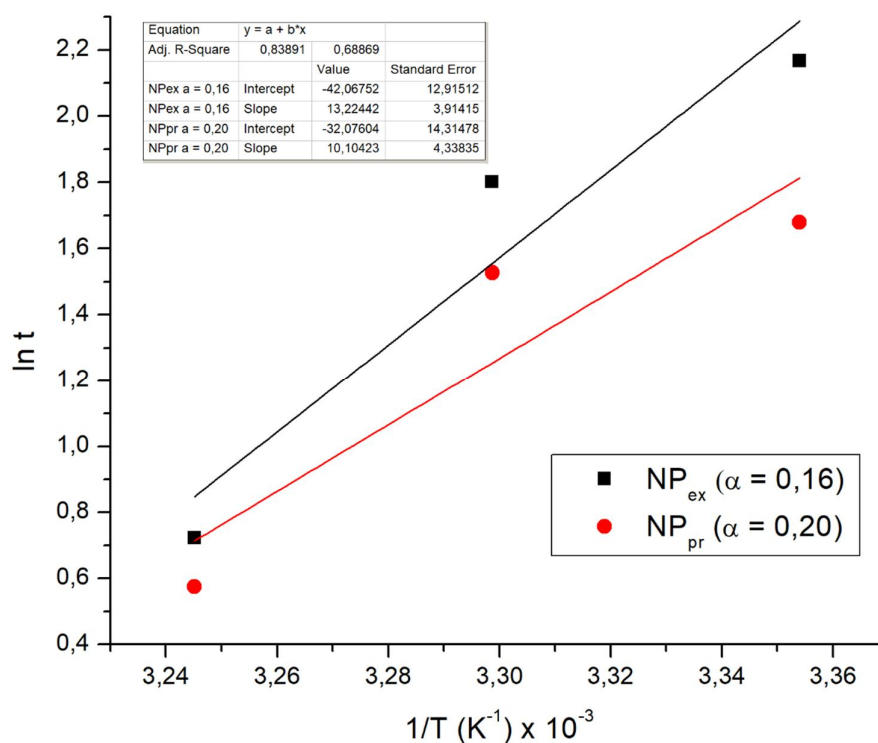 Equation y = a + b*x
Adj. R-Square 0,83891 0,68869
Value Standard Error
NPex a = 0,16 Intercept -42,06752 12,91512
NPex a = 0,16 Slope 13,22442 3,91415
NPpr a = 0,20 Intercept -32,07604 14,31478
NPpr a = 0,20 Slope 10,10423 4,33835
2,2
2,0
1,8
1,6
1,4
1,2
1,0
0,8
0,6
0,4
ln t
NPex (α = 0,16)
NPpr (α = 0,20)
3,24 3,26 3,28 3,30 3,32 3,34 3,36
1/T (K⁻¹) x 10⁻³